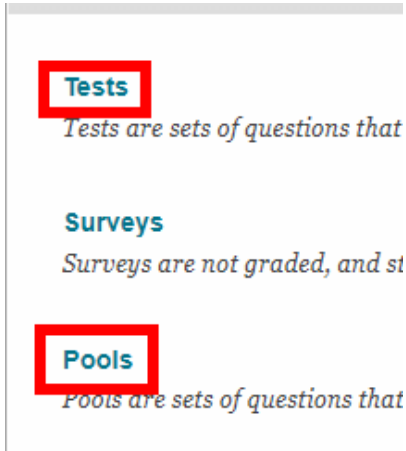 Tests
Tests are sets of questions that
Surveys
Surveys are not graded, and st
Pools
Pools are sets of questions that